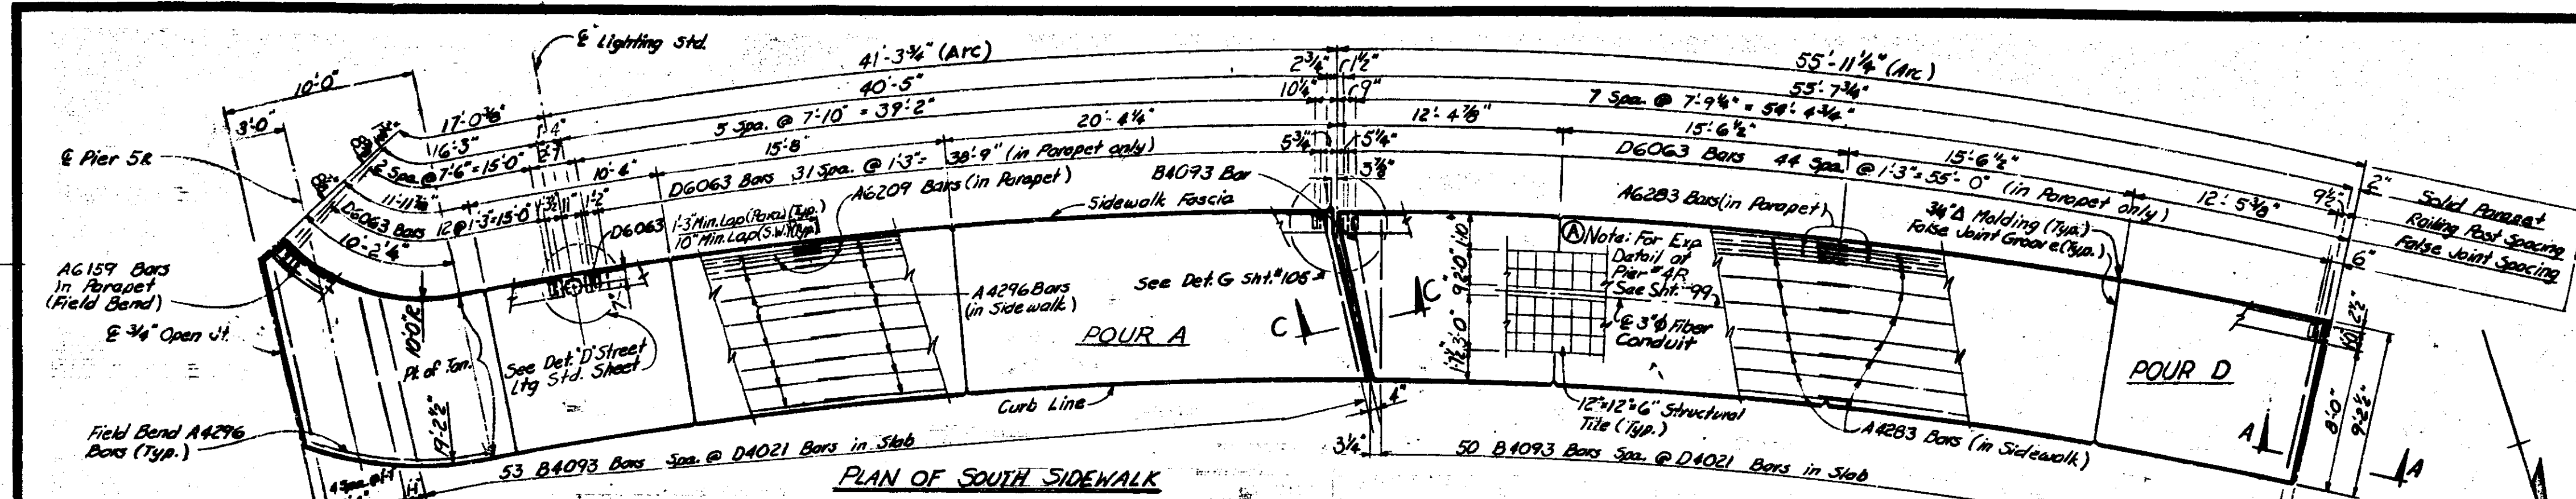 ℄ Lighting Std.
41'-3¾" (Arc)
2¾"
1½"
55'-11¼" (Arc)
10'-0"
40'-5"
10¼"
9"
55'-7¾"
3'-0"
17'-0⅜"
4"
5 Spa. @ 7'-10" = 39'-2"
7 Spa. @ 7'-9¼" = 54'-4¾"
℄ Pier 5R
16'-3"
2'-7"
20'-4¼"
12'-4⅞"
15'-6½"
2 Spa @ 7'-6" = 15'-0"
15'-8"
5¾"
5¼"
15'-6½"
10'-4"
D6063 Bars 31 Spa. @ 1'-3" = 38'-9" (in Parapet only)
3⅞"
D6063 Bars 44 Spa. @ 1'-3" = 55'-0" (in Parapet only)
12'-5⅜"
9½"
2"
D6063 Bars 12 @ 1'-3" = 15'-0"
11"
1'-2"
A6209 Bars (in Parapet)
B4093 Bar
Sidewalk Fascia
A6283 Bars (in Parapet)
¾" Δ Molding (Typ.)
False Joint Groove (Typ.)
Solid Parapet
Railing Post Spacing
False Joint Spacing
6"
10'-2¼"
D6063
1'-3" Min. Lap (Para.) (Typ.)
10" Min. Lap (S.W.) (Typ.)
A6159 Bars
in Parapet
(Field Bend)
℄ ¾" Open Jt.
A4296 Bars
(in Sidewalk)
See Det. G Sht. #105
Ⓐ Note: For Exp.
Detail at
Pier #4R
See Sht. 99
℄ 3" φ Fiber
Conduit
C
C
10'-0" R
Pt. of Tan.
7"
See Det. "D" Street
Ltg Std. Sheet
POUR A
POUR D
19'-2½"
Curb Line
4"
12" x 12" x 6" Structural
Tile (Typ.)
A4283 Bars (in Sidewalk)
A
A
8'-0"
9'-2½"
Field Bend A4296
Bars (Typ.)
53 B4093 Bars Spa. @ D4021 Bars in Slab
3¼"
50 B4093 Bars Spa. @ D4021 Bars in Slab
PLAN OF SOUTH SIDEWALK